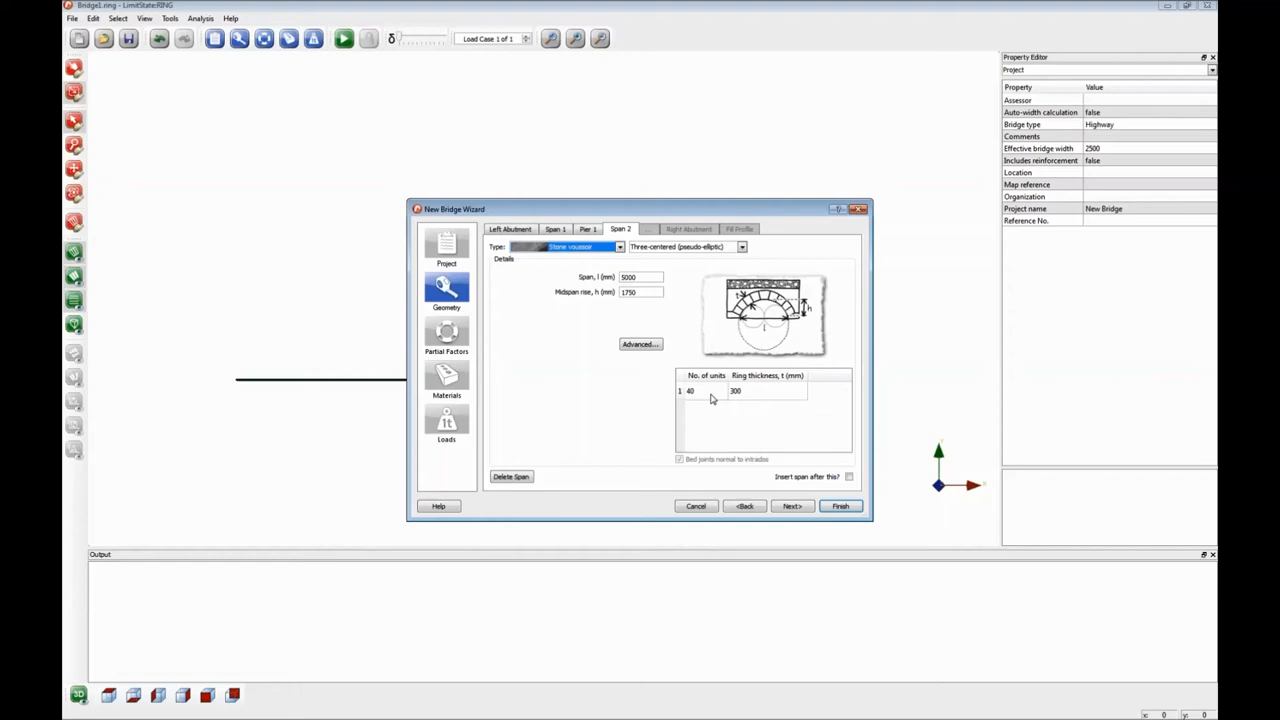 Bridge1.ring - LimitState:RING
File Edit Select View Tools Analysis Help
δ Load Case 1 of 1
Property Editor
Project
Property Value
Assessor
Auto-width calculation false
Bridge type Highway
Comments
Effective bridge width 2500
Includes reinforcement false
Location
Map reference
Organization
Project name New Bridge
Reference No.
New Bridge Wizard
Project
Geometry
Partial Factors
Materials
1t
Loads
Left Abutment Span 1 Pier 1 Span 2 ... Right Abutment Fill Profile
Type: Stone voussoir Three-centered (pseudo-elliptic)
Details
Span, l (mm) 5000
Midspan rise, h (mm) 1750
t h
l
Advanced...
No. of units Ring thickness, t (mm)
1 40 300
Bed joints normal to intrados
Delete Span Insert span after this?
Help Cancel <Back Next> Finish
Y
X
Output
3D
x: 0 y: 0